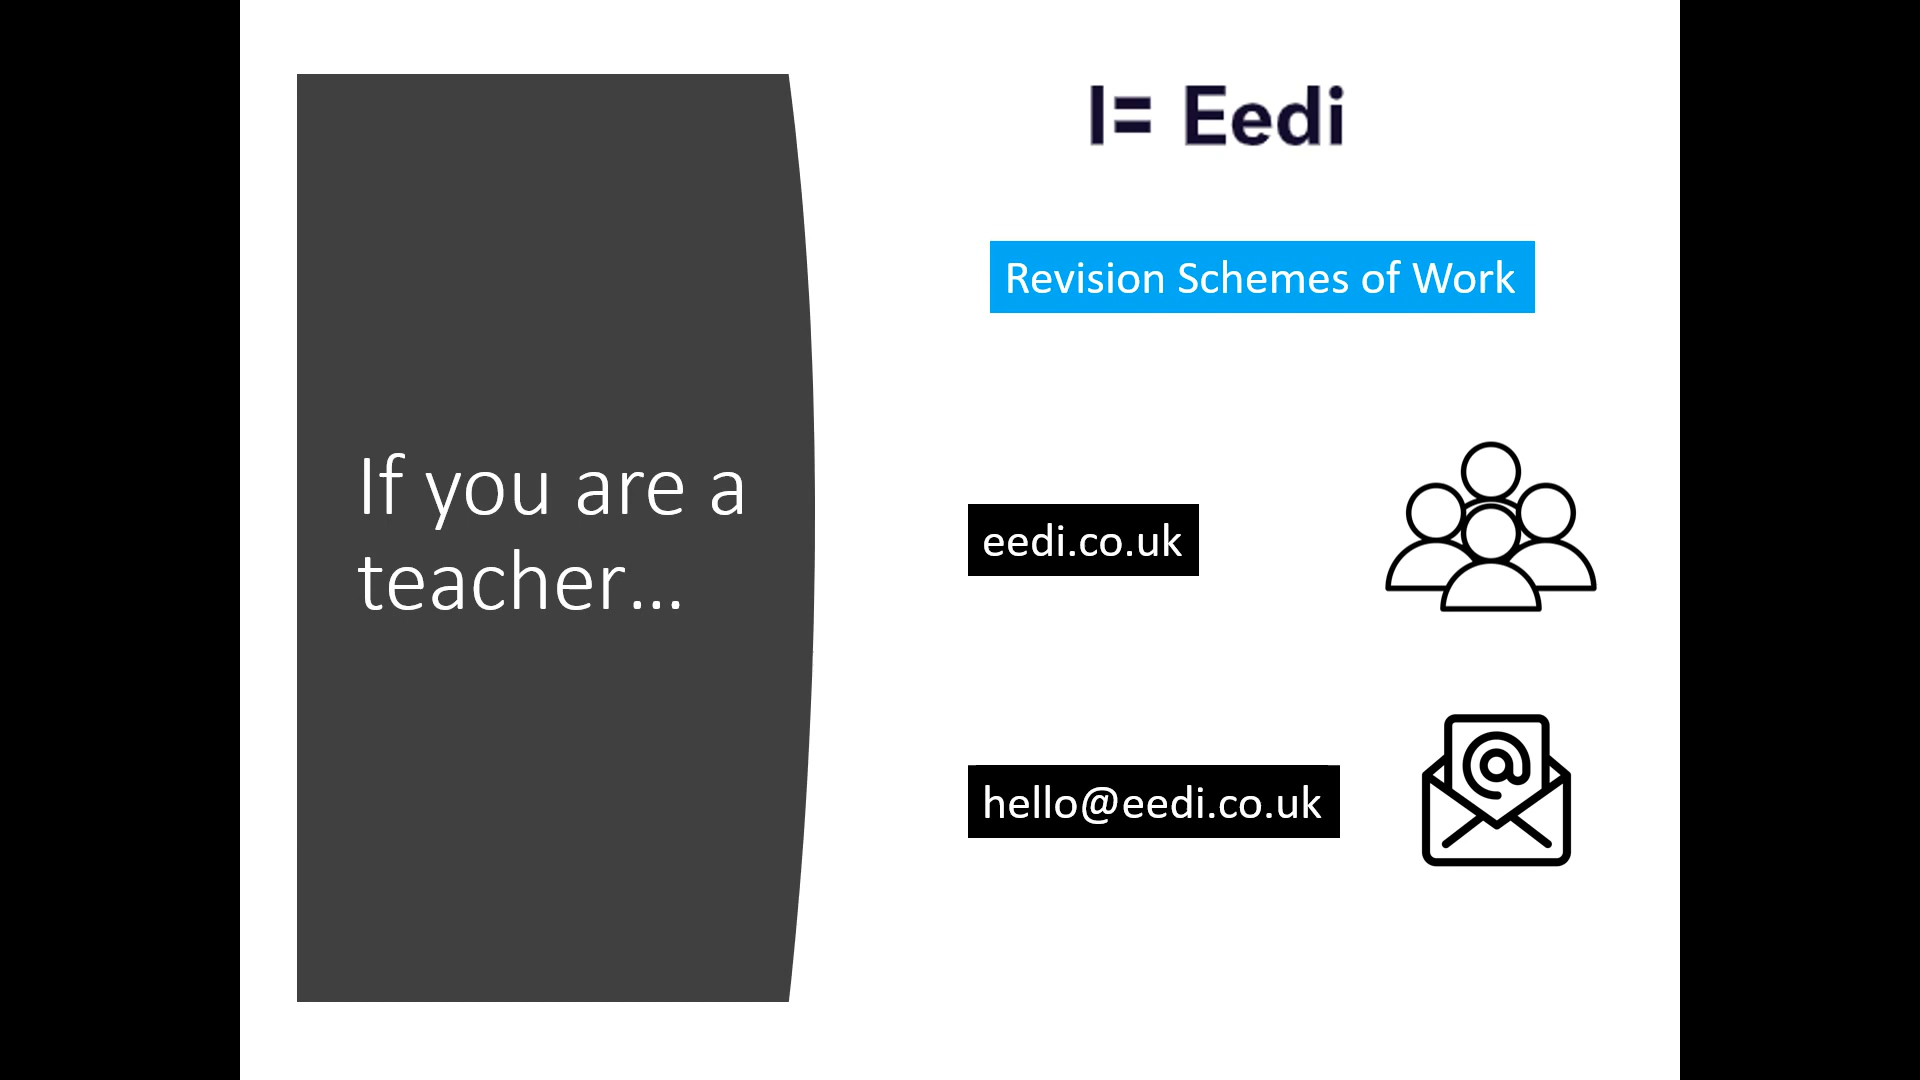 If you are a
teacher...
I= Eedi
Revision Schemes of Work
eedi.co.uk
hello@eedi.co.uk